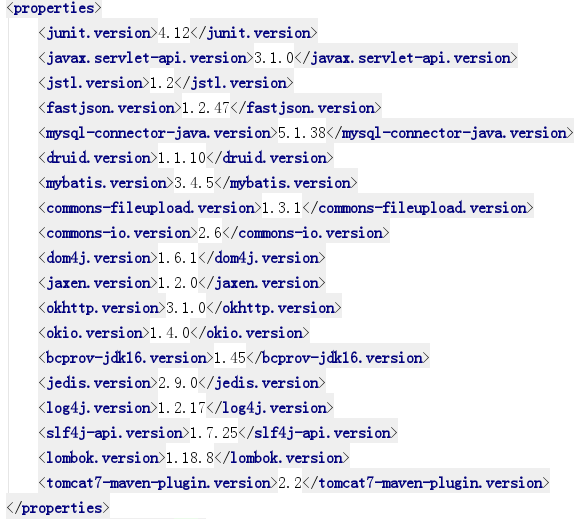 <properties>
<junit.version>4.12</junit.version>
<javax.servlet-api.version>3.1.0</javax.servlet-api.version>
<jstl.version>1.2</jstl.version>
<fastjson.version>1.2.47</fastjson.version>
<mysql-connector-java.version>5.1.38</mysql-connector-java.version>
<druid.version>1.1.10</druid.version>
<mybatis.version>3.4.5</mybatis.version>
<commons-fileupload.version>1.3.1</commons-fileupload.version>
<commons-io.version>2.6</commons-io.version>
<dom4j.version>1.6.1</dom4j.version>
<jaxen.version>1.2.0</jaxen.version>
<okhttp.version>3.1.0</okhttp.version>
<okio.version>1.4.0</okio.version>
<bcprov-jdk16.version>1.45</bcprov-jdk16.version>
<jedis.version>2.9.0</jedis.version>
<log4j.version>1.2.17</log4j.version>
<slf4j-api.version>1.7.25</slf4j-api.version>
<lombok.version>1.18.8</lombok.version>
<tomcat7-maven-plugin.version>2.2</tomcat7-maven-plugin.version>
</properties>